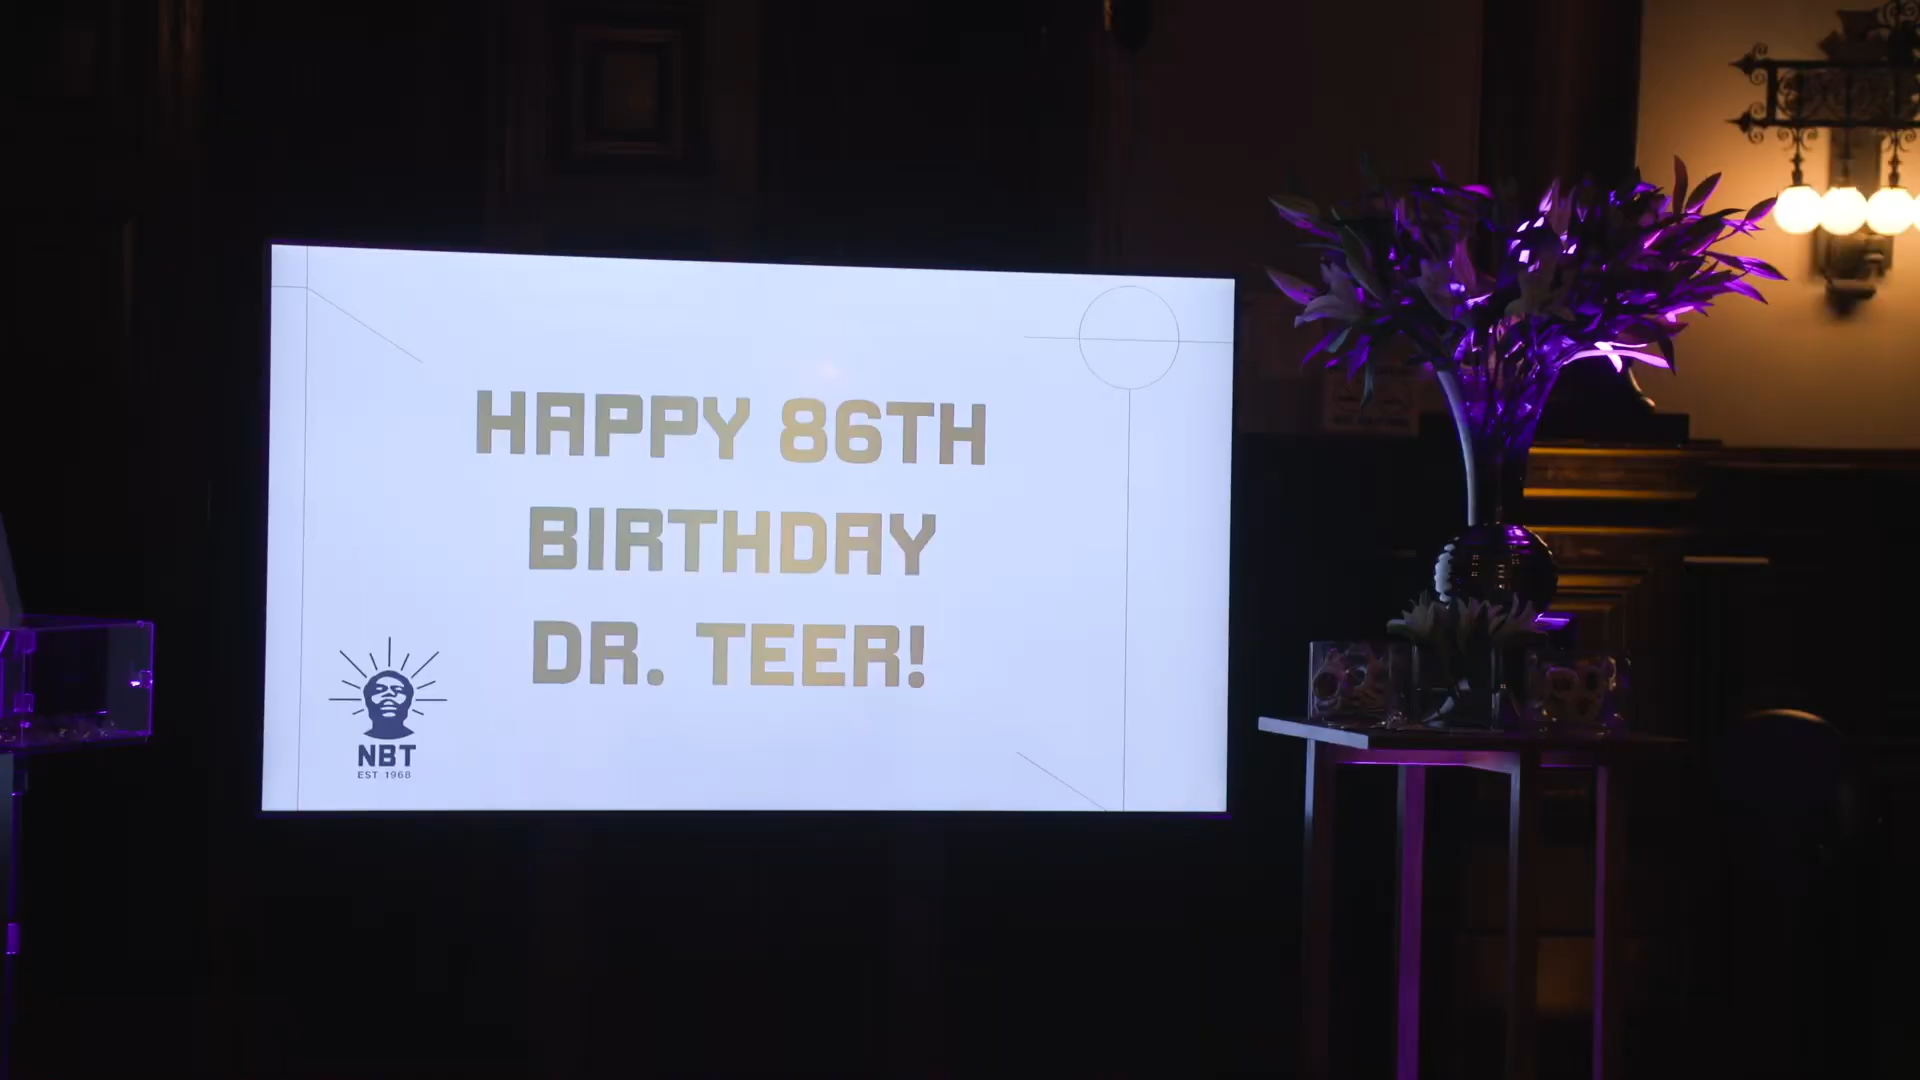 HAPPY 86TH
BIRTHDAY
DR. TEER!
NBT
EST 1968